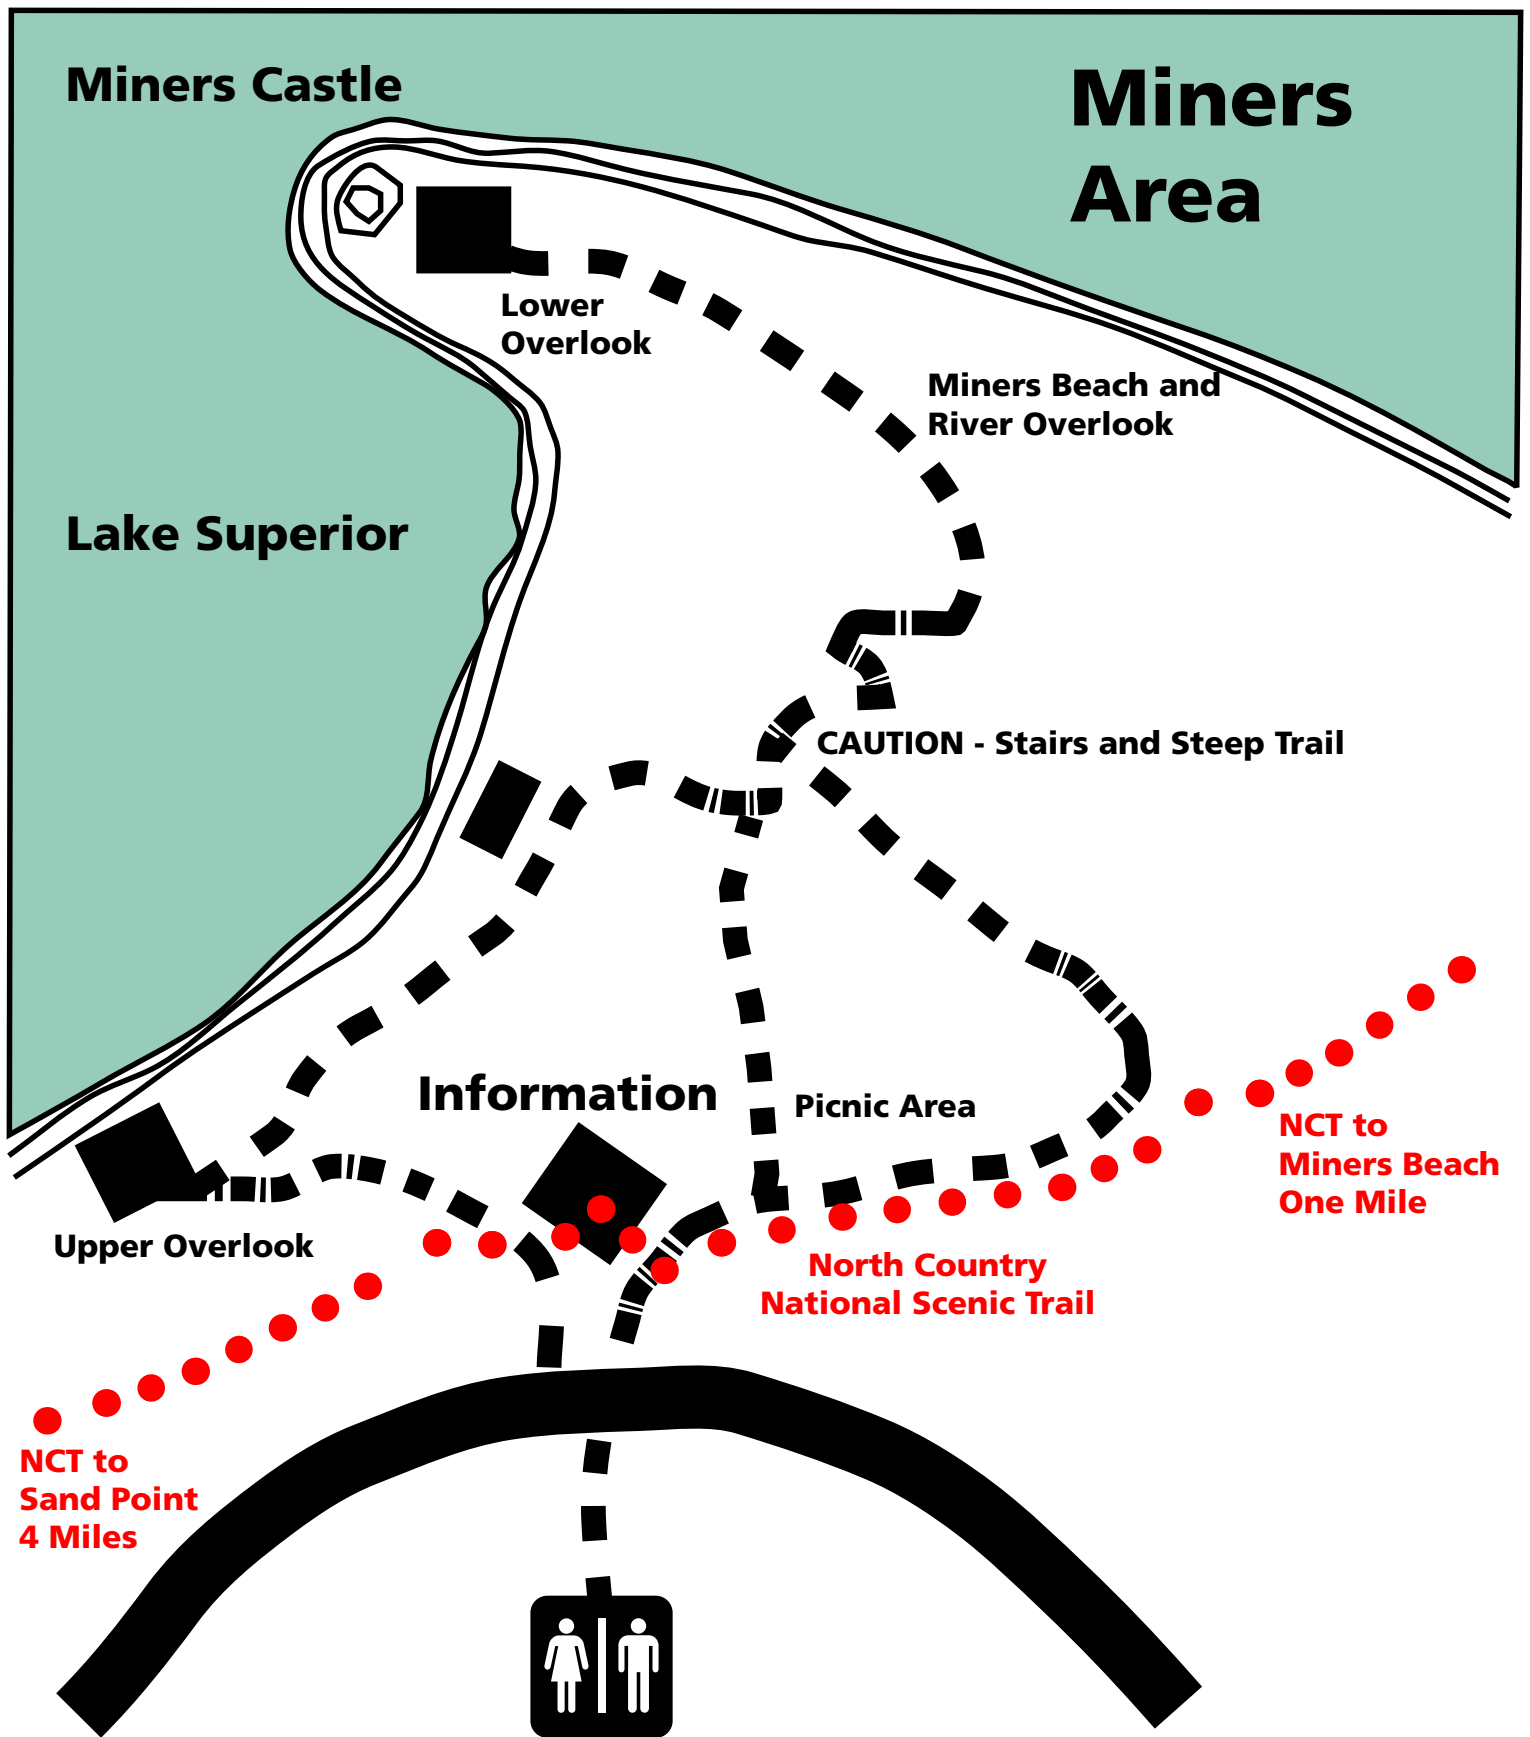 Miners Castle
Miners
Area
Lower
Overlook
Miners Beach and
River Overlook
Lake Superior
CAUTION - Stairs and Steep Trail
Information
Picnic Area
NCT to
Miners Beach
One Mile
Upper Overlook
North Country
National Scenic Trail
NCT to
Sand Point
4 Miles